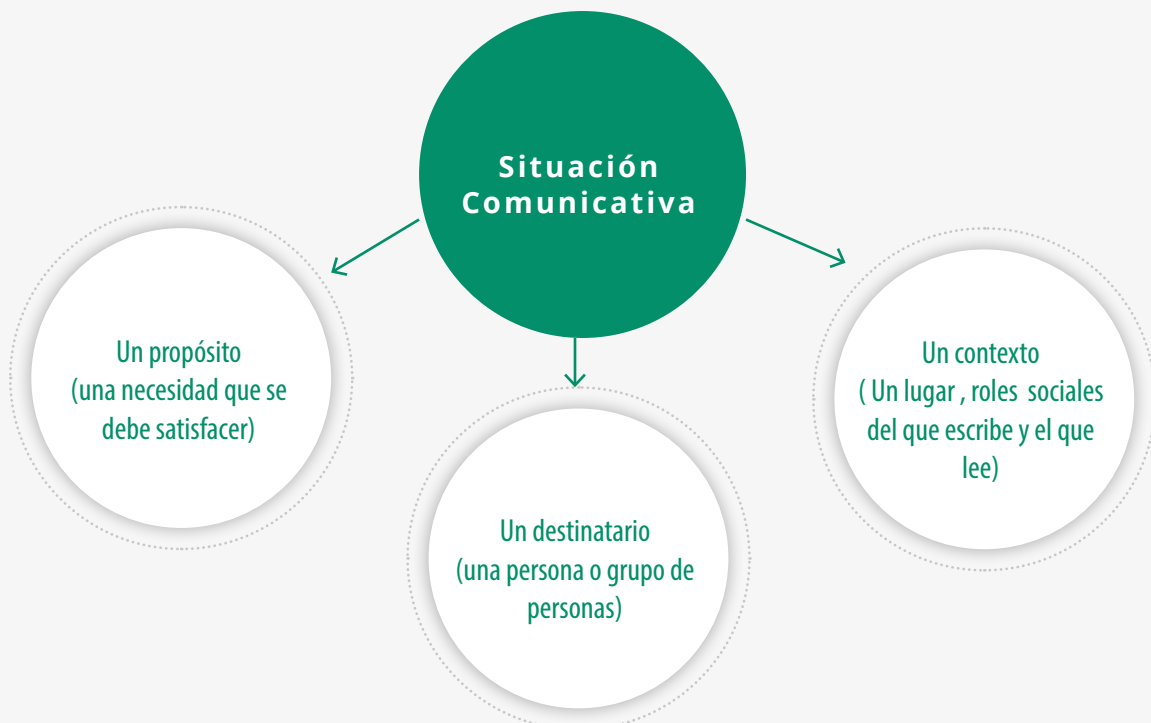 Situación
Comunicativa
Un propósito
(una necesidad que se
debe satisfacer)
Un destinatario
(una persona o grupo de
personas)
Un contexto
( Un lugar , roles sociales
del que escribe y el que
lee)